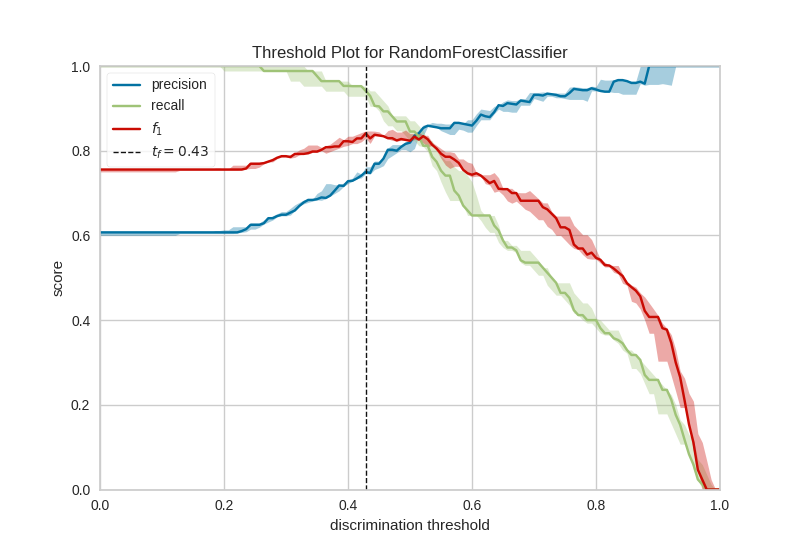 Threshold Plot for RandomForestClassifier
precision
recall
f1
tf = 0.43
1.0
0.8
0.6
0.4
0.2
0.0
score
0.0 0.2 0.4 0.6 0.8 1.0
discrimination threshold